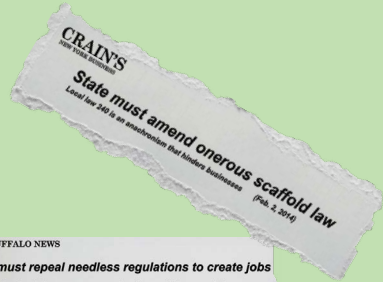 CRAIN'S
NEW YORK BUSINESS
State must amend onerous scaffold law
Local law 240 is an anachronism that hinders businesses (Feb. 2, 2014)
FFALO NEWS
must repeal needless regulations to create jobs